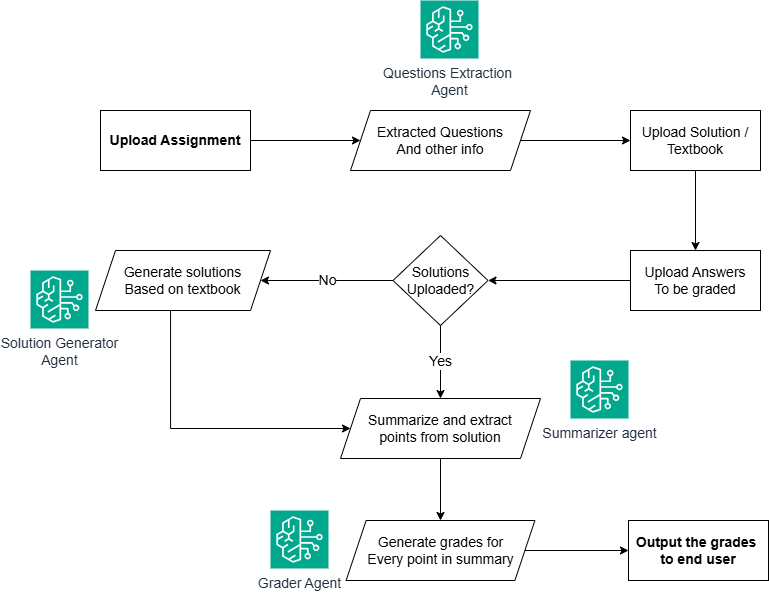 Questions Extraction
Agent
Upload Assignment
Extracted Questions
And other info
Upload Solution /
Textbook
Generate solutions
Based on textbook
No
Solutions
Uploaded?
Upload Answers
To be graded
Solution Generator
Agent
Yes
Summarize and extract
points from solution
Summarizer agent
Generate grades for
Every point in summary
Output the grades
to end user
Grader Agent